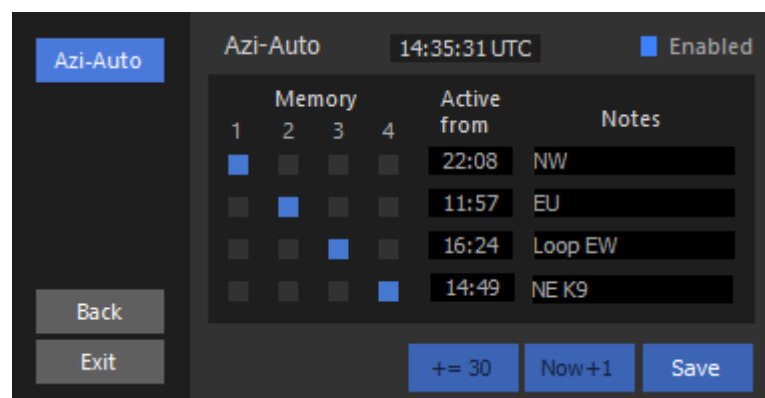 Azi-Auto
Azi-Auto 14:35:31 UTC Enabled
Memory Active from Notes
1 2 3 4
22:08 NW
11:57 EU
16:24 Loop EW
14:49 NE K9
Back
Exit
+= 30 Now+1 Save